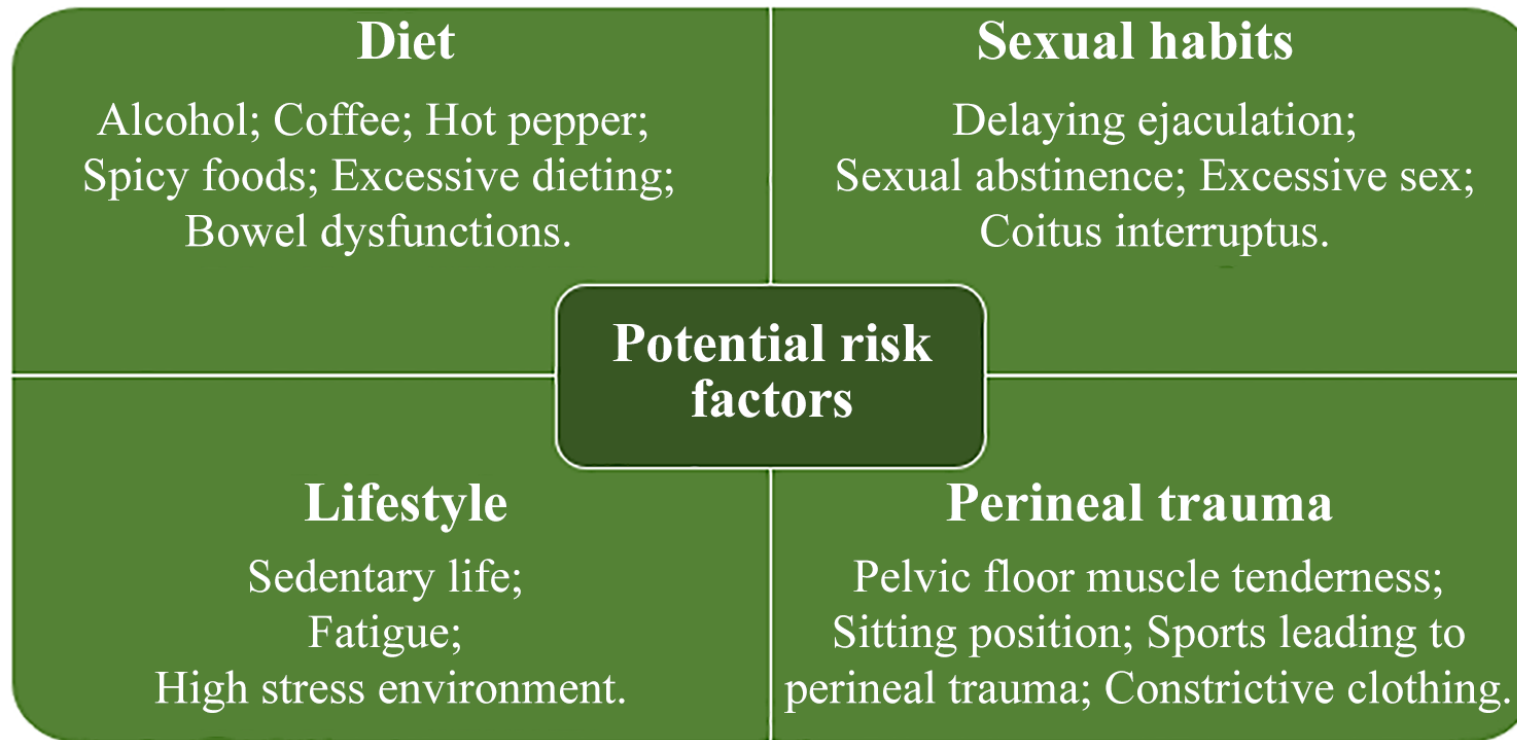 Diet
Alcohol; Coffee; Hot pepper;
Spicy foods; Excessive dieting;
Bowel dysfunctions.
Sexual habits
Delaying ejaculation;
Sexual abstinence; Excessive sex;
Coitus interruptus.
Potential risk
factors
Lifestyle
Sedentary life;
Fatigue;
High stress environment.
Perineal trauma
Pelvic floor muscle tenderness;
Sitting position; Sports leading to
perineal trauma; Constrictive clothing.